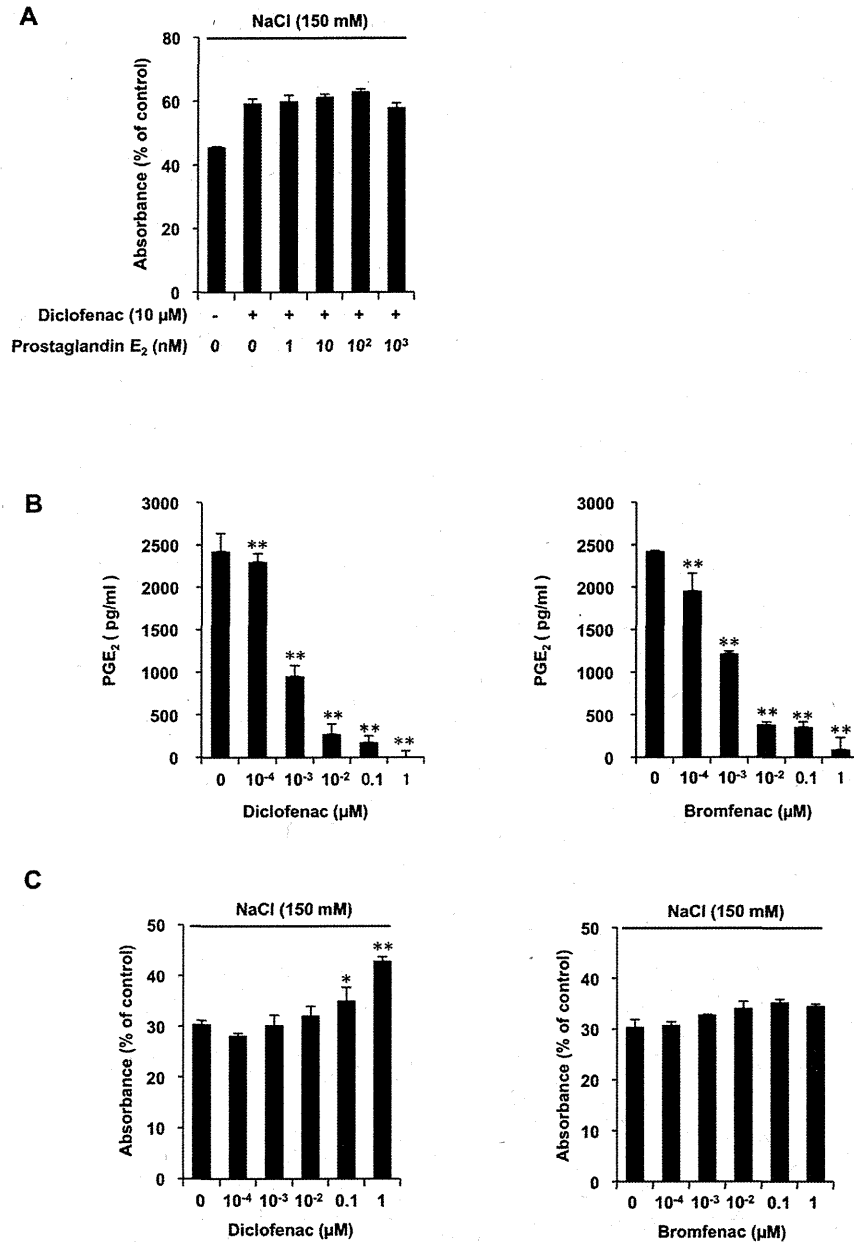 A
NaCl (150 mM)
Absorbance (% of control)
80
60
40
20
0
Diclofenac (10 µM) - + + + + +
Prostaglandin E₂ (nM) 0 0 1 10 10² 10³
B
PGE₂ ( pg/ml )
3000
2500
2000
1500
1000
500
0
** ** ** ** **
0 10⁻⁴ 10⁻³ 10⁻² 0.1 1
Diclofenac (µM)
PGE₂ ( pg/ml )
3000
2500
2000
1500
1000
500
0
** ** ** ** **
0 10⁻⁴ 10⁻³ 10⁻² 0.1 1
Bromfenac (µM)
C
NaCl (150 mM)
Absorbance (% of control)
50
40
30
20
10
0
* **
0 10⁻⁴ 10⁻³ 10⁻² 0.1 1
Diclofenac (µM)
NaCl (150 mM)
Absorbance (% of control)
50
40
30
20
10
0
0 10⁻⁴ 10⁻³ 10⁻² 0.1 1
Bromfenac (µM)